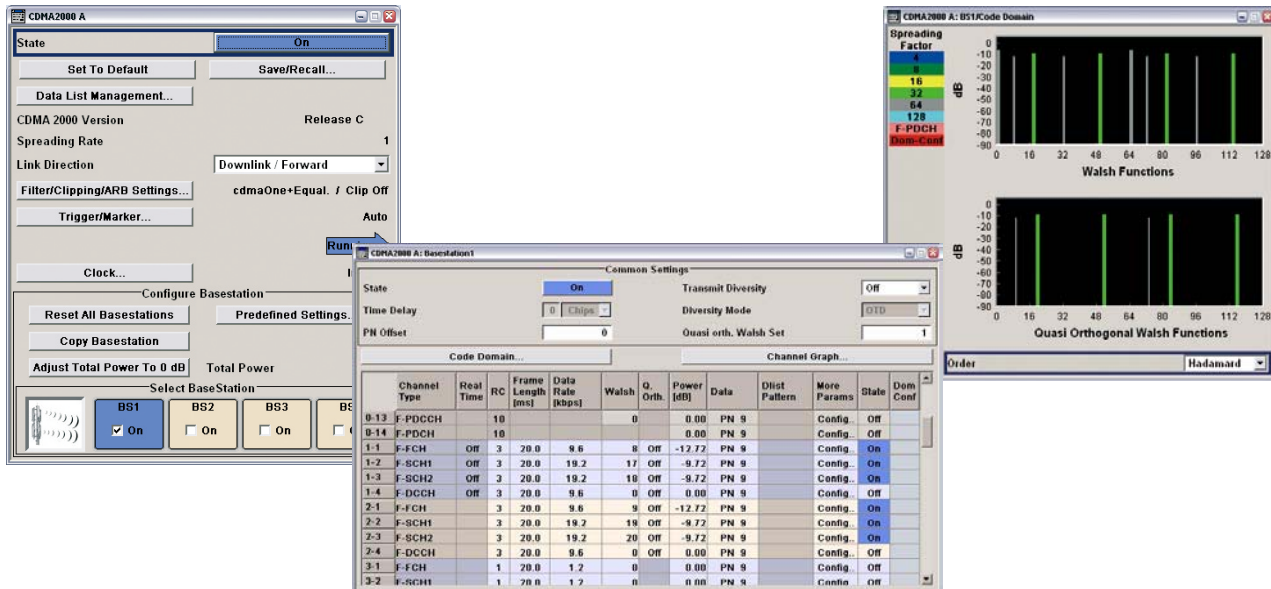 CDMA2000 A
State On
Set To Default Save/Recall...
Data List Management...
CDMA 2000 Version Release C
Spreading Rate 1
Link Direction Downlink / Forward
Filter/Clipping/ARB Settings... cdmaOne+Equal. / Clip Off
Trigger/Marker... Auto
Clock...
Configure Basestation
Reset All Basestations Predefined Settings.
Copy Basestation
Adjust Total Power To 0 dB Total Power
Select BaseStation
BS1 BS2 BS3
On On On
CDMA2000 A: Basestation1
Common Settings
State On Transmit Diversity Off
Time Delay 0 Chips Diversity Mode OTD
PN Offset 0 Quasi orth. Walsh Set 1
Code Domain... Channel Graph...
Channel Type Real Time RC Frame Length [ms] Data Rate [kbps] Walsh Q. Orth. Power [dB] Data Dlist Pattern More Params State Dom Conf
0-13 F-PDCCH 10 0 0.00 PN 9 Config.. Off
0-14 F-PDCH 10 0.00 PN 9 Config.. Off
1-1 F-FCH Off 3 20.0 9.6 8 Off -12.72 PN 9 Config.. On
1-2 F-SCH1 Off 3 20.0 19.2 17 Off -9.72 PN 9 Config.. On
1-3 F-SCH2 Off 3 20.0 19.2 18 Off -9.72 PN 9 Config.. On
1-4 F-DCCH Off 3 20.0 9.6 0 Off 0.00 PN 9 Config.. Off
2-1 F-FCH 3 20.0 9.6 9 Off -12.72 PN 9 Config.. On
2-2 F-SCH1 3 20.0 19.2 19 Off -9.72 PN 9 Config.. On
2-3 F-SCH2 3 20.0 19.2 20 Off -9.72 PN 9 Config.. On
2-4 F-DCCH 3 20.0 9.6 0 Off 0.00 PN 9 Config.. Off
3-1 F-FCH 1 20.0 1.2 0 0.00 PN 9 Config.. Off
3-2 F-SCH1 1 20.0 1.2 0 0.00 PN 9 Config Off
CDMA2000 A: BS1/Code Domain
Spreading Factor
4
8
16
32
64
128
F-PDCH
Dom-Conf
dB
0
-10
-20
-30
-40
-50
-60
-70
-80
-90
0 16 32 48 64 80 96 112 128
Walsh Functions
dB
0
-10
-20
-30
-40
-50
-60
-70
-80
-90
0 16 32 48 64 80 96 112 128
Quasi Orthogonal Walsh Functions
Order Hadamard